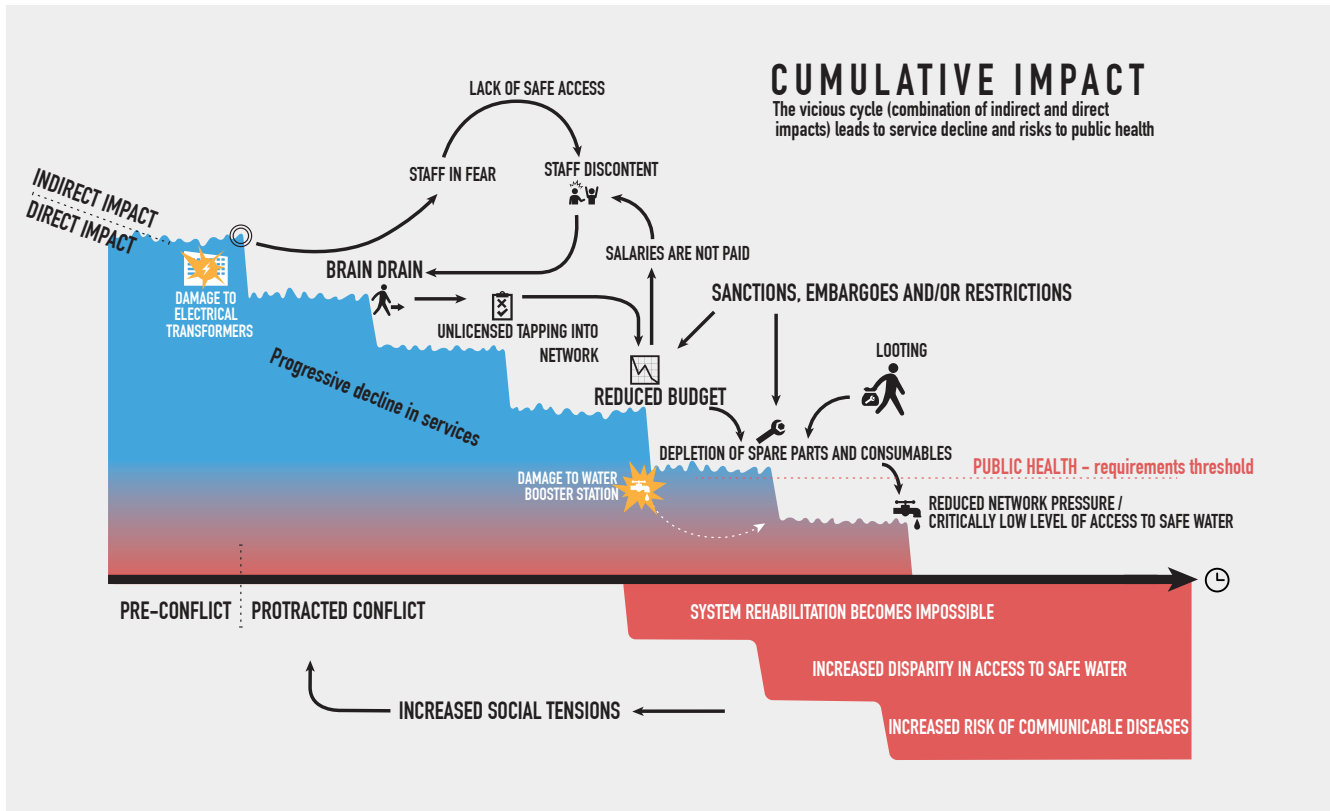 CUMULATIVE IMPACT
The vicious cycle (combination of indirect and direct
impacts) leads to service decline and risks to public health
LACK OF SAFE ACCESS
STAFF IN FEAR
STAFF DISCONTENT
INDIRECT IMPACT
DIRECT IMPACT
DAMAGE TO
ELECTRICAL
TRANSFORMERS
BRAIN DRAIN
SALARIES ARE NOT PAID
UNLICENSED TAPPING INTO
NETWORK
SANCTIONS, EMBARGOES AND/OR RESTRICTIONS
LOOTING
REDUCED BUDGET
Progressive decline in services
DEPLETION OF SPARE PARTS AND CONSUMABLES
PUBLIC HEALTH – requirements threshold
DAMAGE TO WATER
BOOSTER STATION
REDUCED NETWORK PRESSURE /
CRITICALLY LOW LEVEL OF ACCESS TO SAFE WATER
PRE-CONFLICT
PROTRACTED CONFLICT
SYSTEM REHABILITATION BECOMES IMPOSSIBLE
INCREASED DISPARITY IN ACCESS TO SAFE WATER
INCREASED SOCIAL TENSIONS
INCREASED RISK OF COMMUNICABLE DISEASES